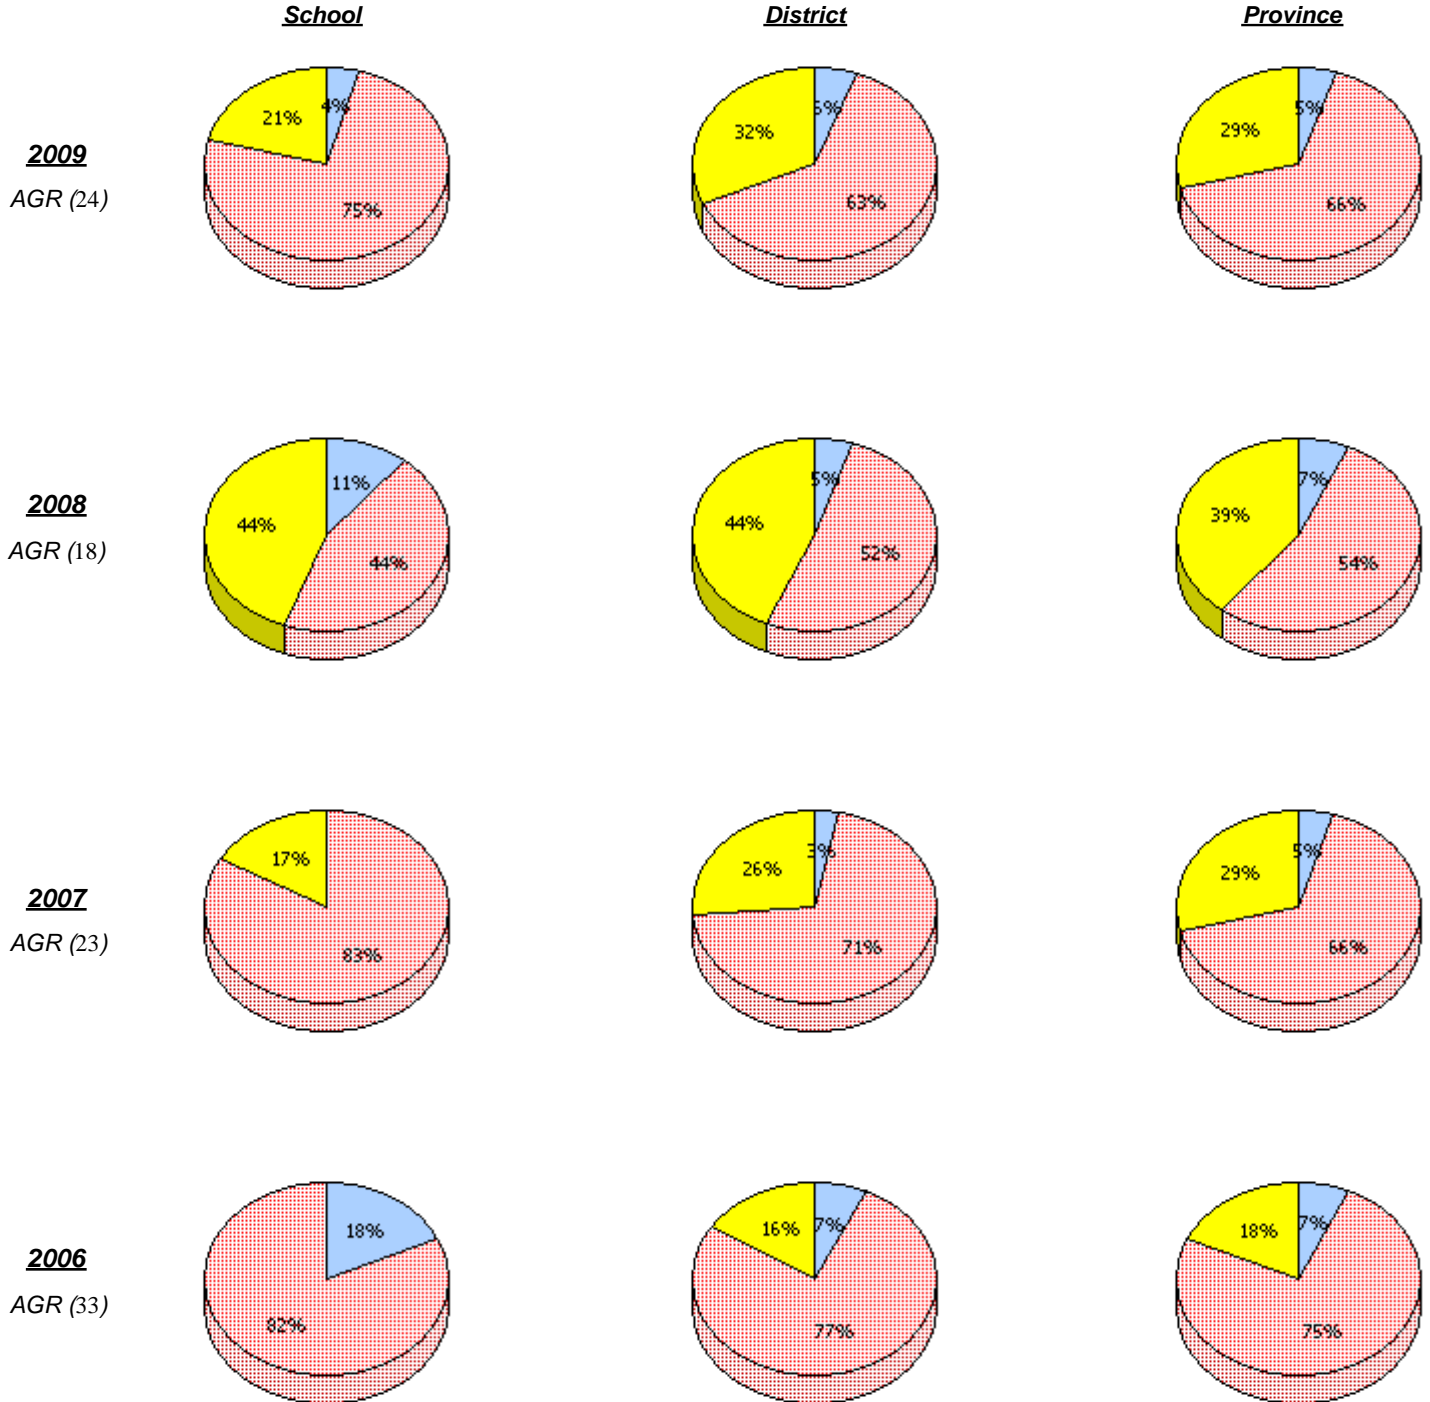 School District Province
21% 4% 32% 5% 29% 5%
2009
AGR (24)
75% 63% 66%
11% 5% 7%
44% 44% 39%
2008
AGR (18)
44% 52% 54%
17% 26% 3% 29% 5%
2007
AGR (23)
83% 71% 66%
18% 16% 7% 18% 7%
2006
AGR (33)
82% 77% 75%